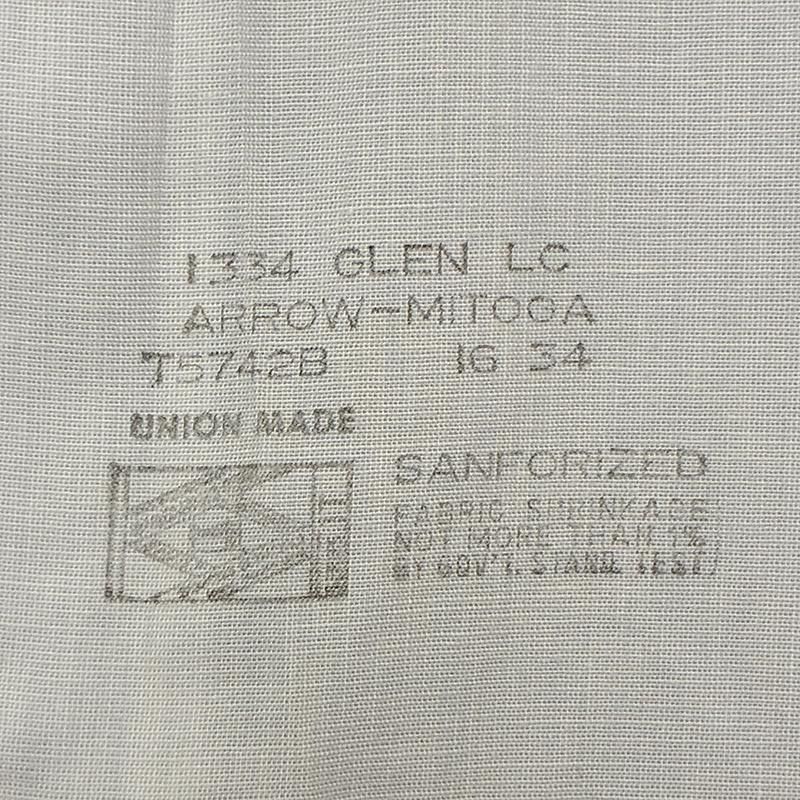 1334 GLEN LC
ARROW-MITOGA
T5742B 16 34
UNION MADE
SANFORIZED
FABRIC SHRINKAGE
NOT MORE THAN 1%
BY GOV'T. STAND. TEST)